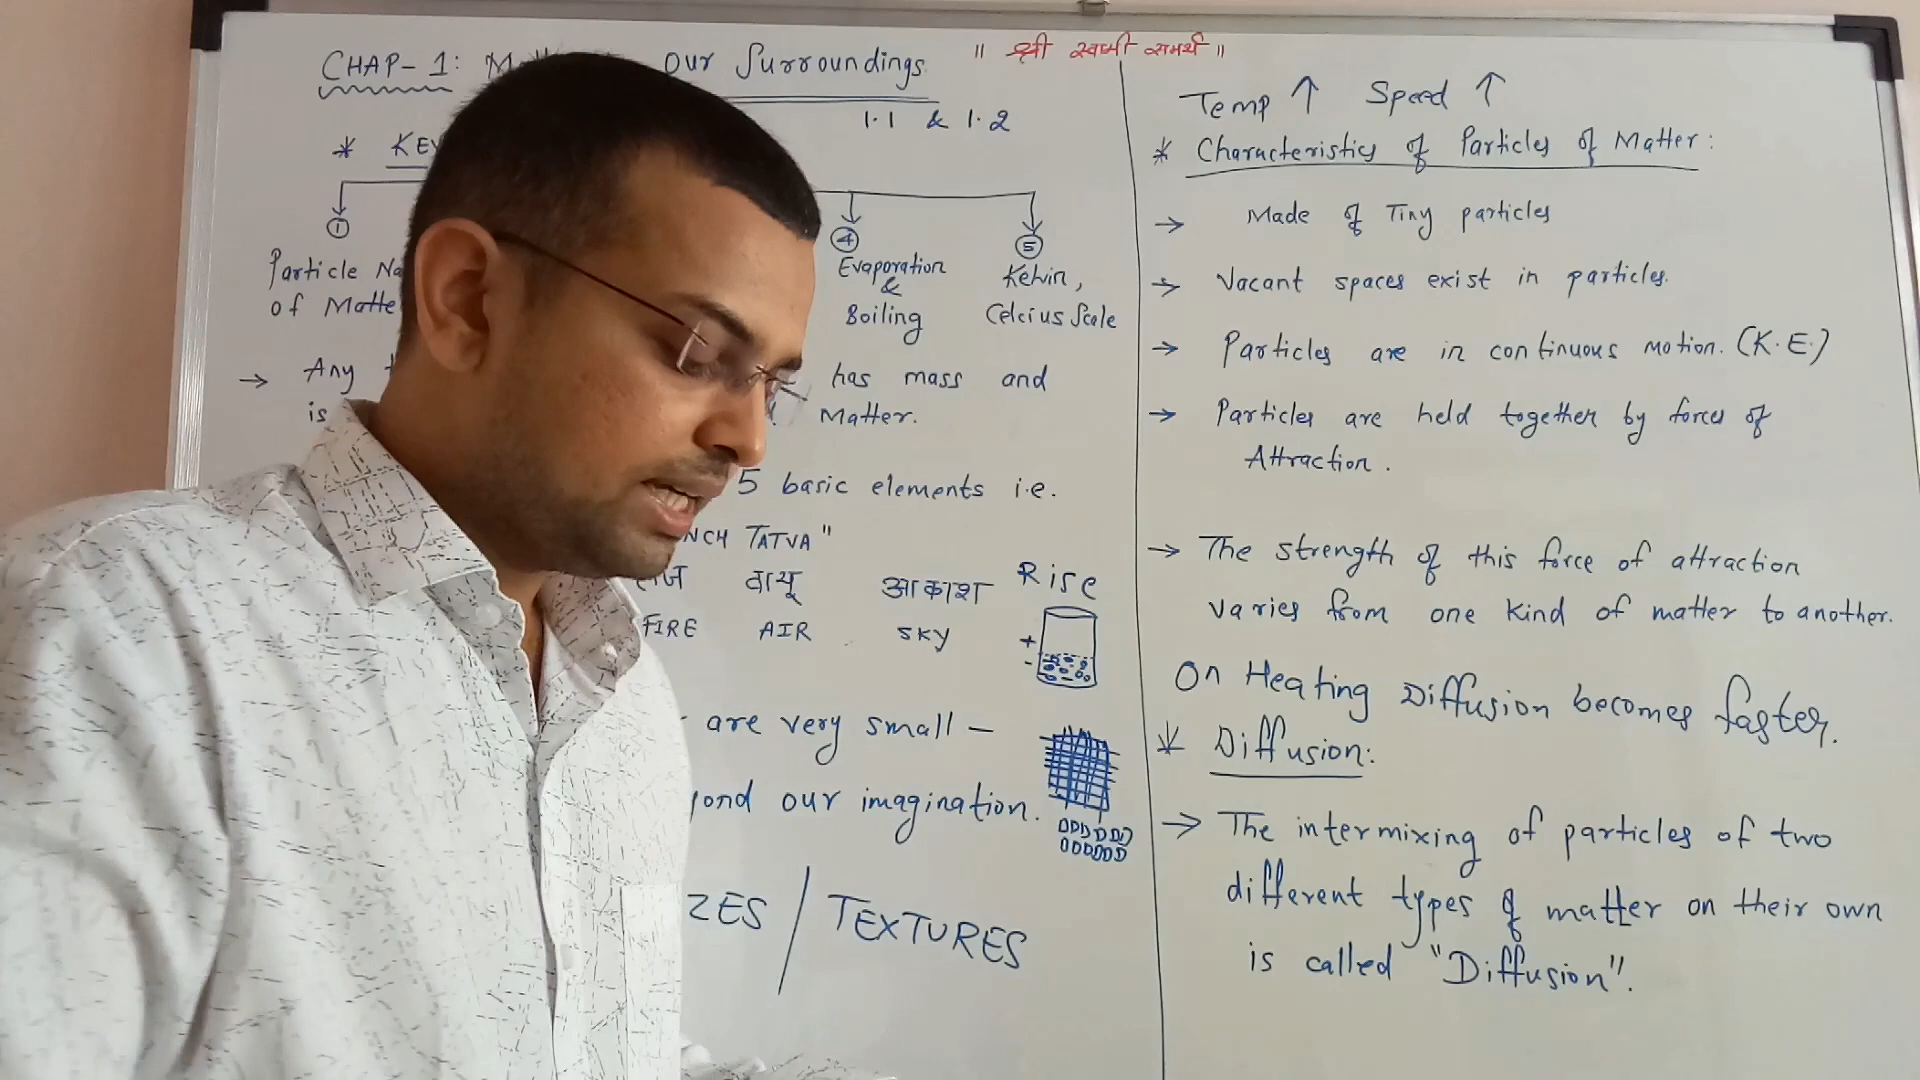 CHAP-1: our Surroundings
॥ श्री स्वामी समर्थ ॥
1.1 & 1.2
* KEY
① ④ ⑤
Particle
of Matte
Evaporation
&
Boiling
Kelvin,
Celcius Scale
→ Any has mass and
is Matter.
5 basic elements i.e.
NCH TATVA"
वायू आकाश
FIRE AIR SKY
Rise
+
-
are very small -
yond our imagination.
ZES / TEXTURES
Temp ↑ Speed ↑
* Characteristics of Particles of Matter:
→ Made of Tiny particles
→ Vacant spaces exist in particles.
→ Particles are in continuous motion. (K.E.)
→ Particles are held together by forces of
Attraction.
→ The strength of this force of attraction
varies from one kind of matter to another.
On Heating Diffusion becomes faster.
* Diffusion:
→ The intermixing of particles of two
different types of matter on their own
is called "Diffusion".